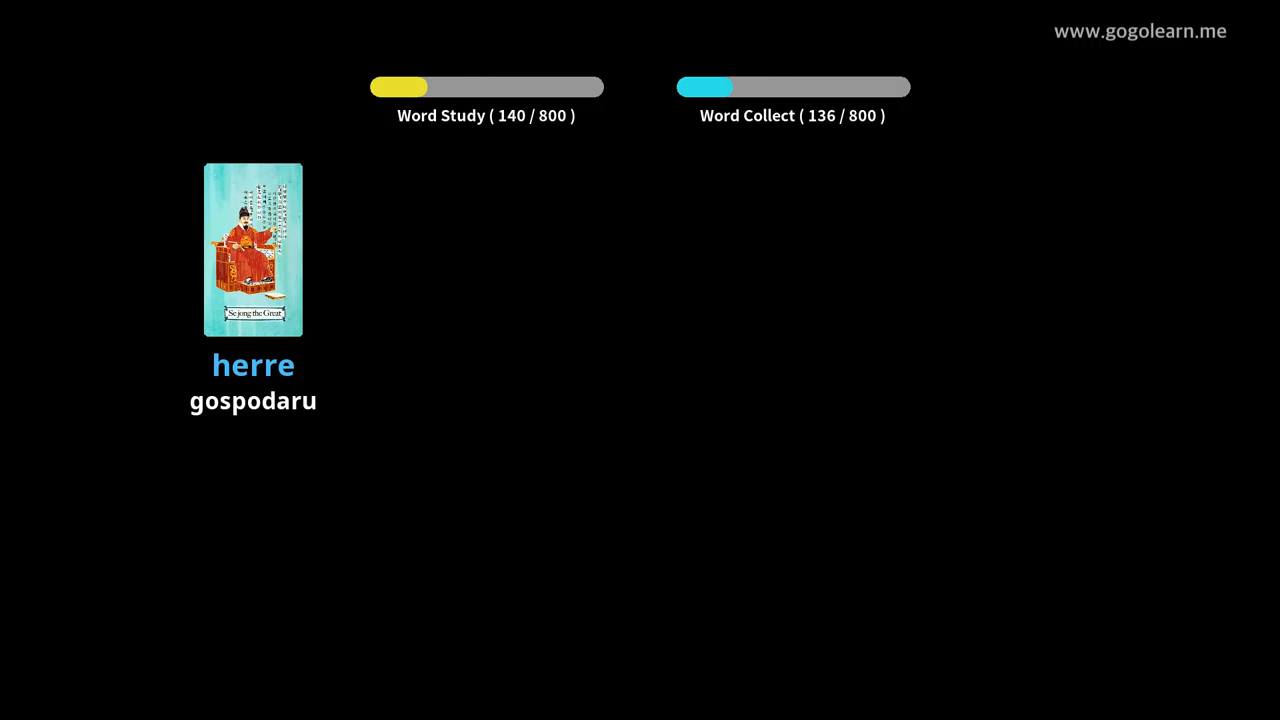 www.gogolearn.me
Word Study ( 140 / 800 )
Word Collect ( 136 / 800 )
Sejong the Great
herre
gospodaru